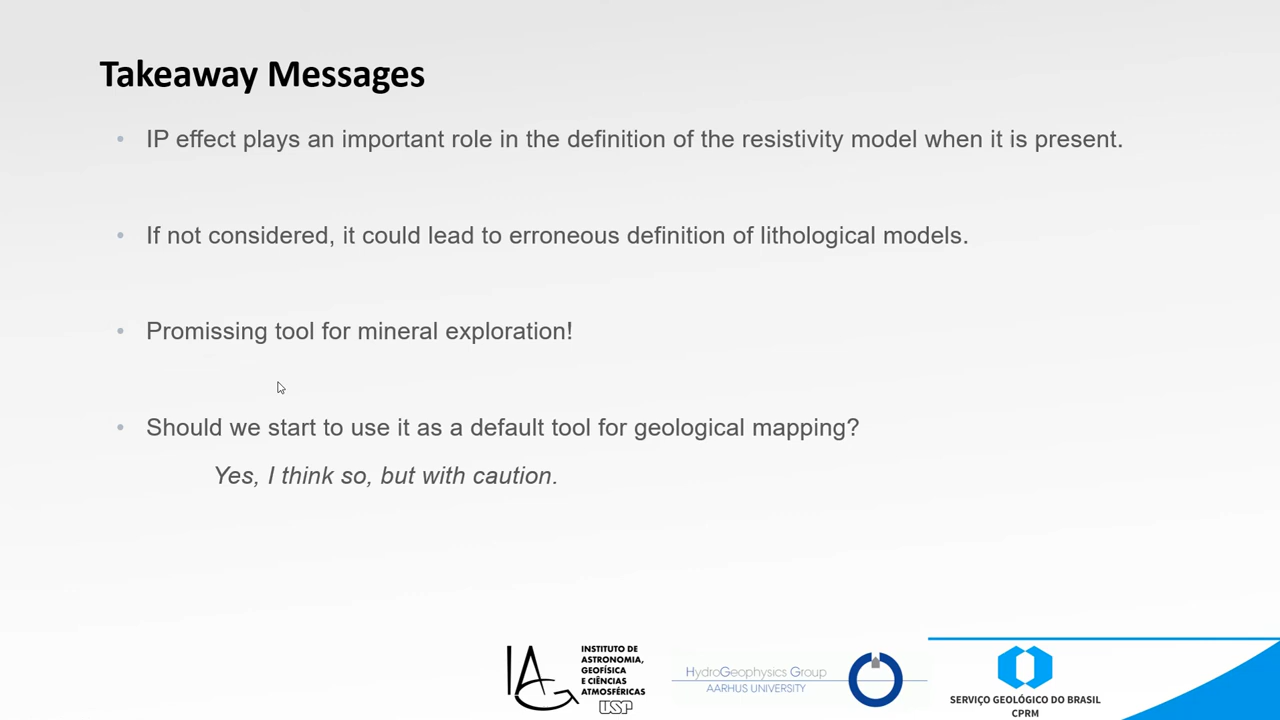 Takeaway Messages
• IP effect plays an important role in the definition of the resistivity model when it is present.
• If not considered, it could lead to erroneous definition of lithological models.
• Promissing tool for mineral exploration!
• Should we start to use it as a default tool for geological mapping?
Yes, I think so, but with caution.
IAG
INSTITUTO DE
ASTRONOMIA,
GEOFÍSICA
E CIÊNCIAS
ATMOSFÉRICAS
USP
HydroGeophysics Group
AARHUS UNIVERSITY
SERVIÇO GEOLÓGICO DO BRASIL
CPRM